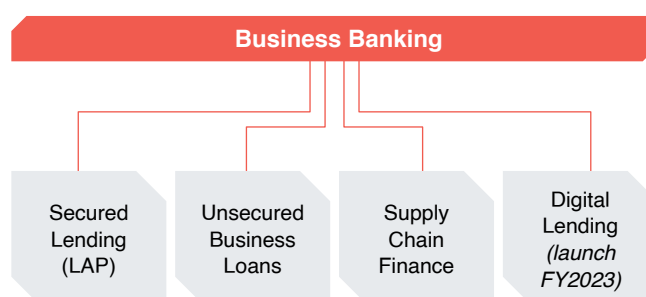 Business Banking
Secured
Lending
(LAP)
Unsecured
Business
Loans
Supply
Chain
Finance
Digital
Lending
(launch
FY2023)